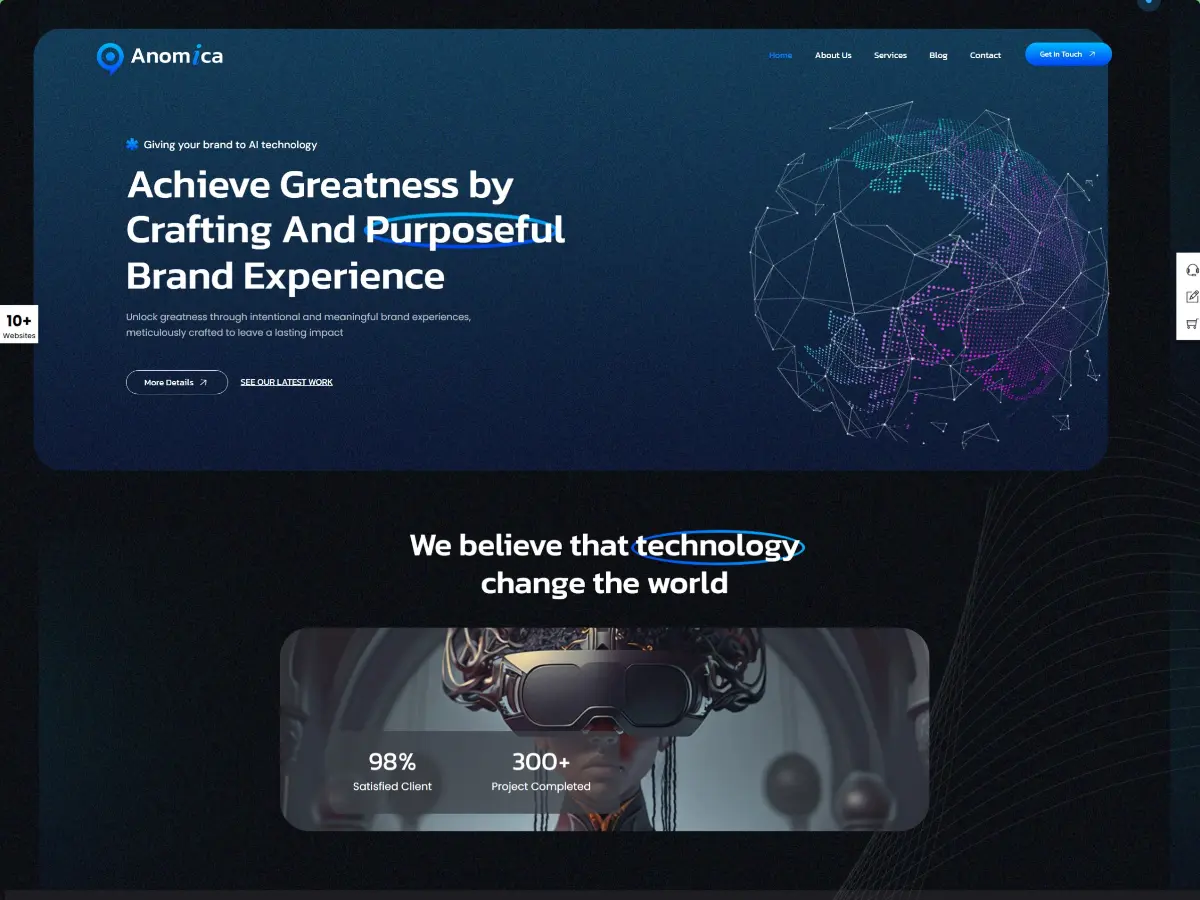 Anomica
Home About Us Services Blog Contact Get In Touch
Giving your brand to AI technology
Achieve Greatness by
Crafting And Purposeful
Brand Experience
Unlock greatness through intentional and meaningful brand experiences,
meticulously crafted to leave a lasting impact
10+
Websites
More Details SEE OUR LATEST WORK
We believe that technology
change the world
98% 300+
Satisfied Client Project Completed